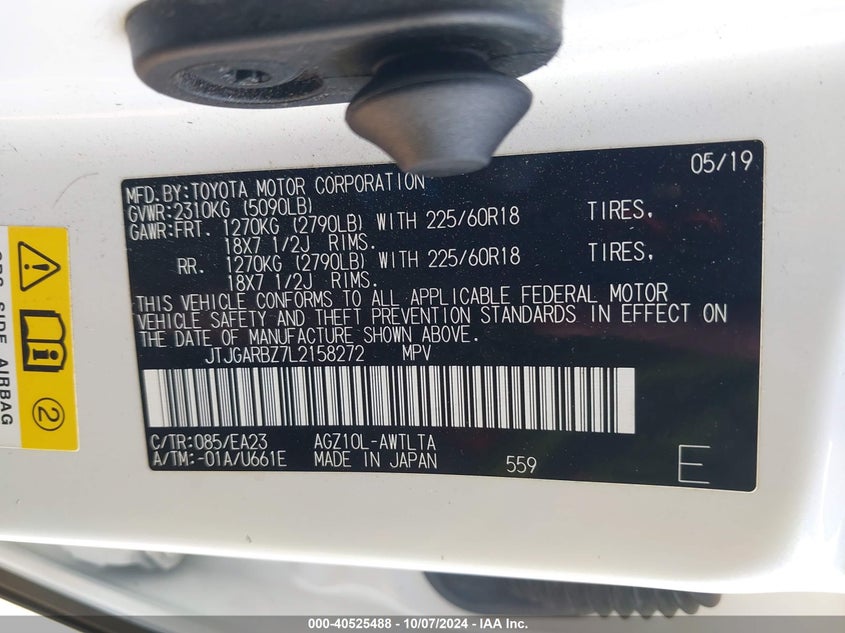 05/19
MFD.BY:TOYOTA MOTOR CORPORATION
GVWR:2310KG (5090LB)
GAWR:FRT. 1270KG (2790LB) WITH 225/60R18 TIRES,
18X7 1/2J RIMS.
RR. 1270KG (2790LB) WITH 225/60R18 TIRES,
18X7 1/2J RIMS.
THIS VEHICLE CONFORMS TO ALL APPLICABLE FEDERAL MOTOR
VEHICLE SAFETY AND THEFT PREVENTION STANDARDS IN EFFECT ON
THE DATE OF MANUFACTURE SHOWN ABOVE.
JTJGARBZ7L2158272 MPV
C/TR:085/EA23 AGZ10L-AWTLTA
A/TM:-01A/U661E MADE IN JAPAN 559 E
SIDE AIRBAG
2
000-40525488 - 10/07/2024 - IAA Inc.